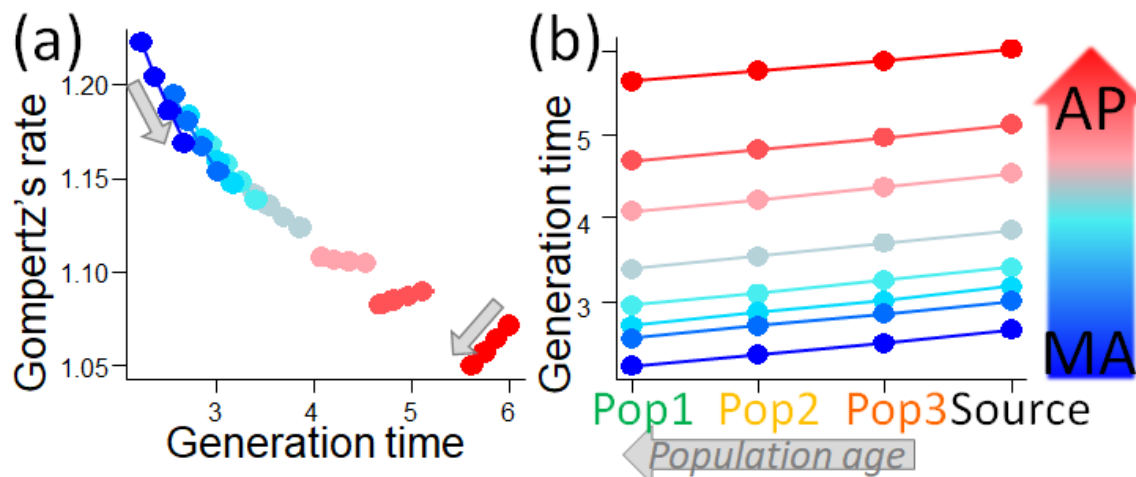 (a)
Gompertz's rate
1.20
1.15
1.10
1.05
3 4 5 6
Generation time
(b)
Generation time
5
4
3
Pop1 Pop2 Pop3 Source
Population age
AP
MA